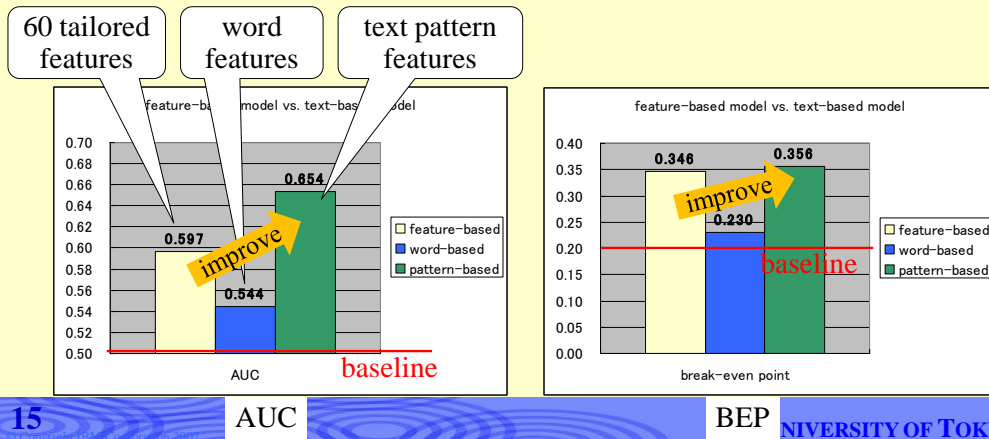 60 tailored
features
word
features
text pattern
features
feature-based model vs. text-based model
0.70
0.68
0.66
0.64
0.62
0.60
0.58
0.56
0.54
0.52
0.50
0.597
0.544
0.654
improve
baseline
AUC
feature-based
word-based
pattern-based
feature-based model vs. text-based model
0.40
0.35
0.30
0.25
0.20
0.15
0.10
0.05
0.00
0.346
0.230
0.356
improve
baseline
break-even point
feature-based
word-based
pattern-based
15
AUC
BEP
NIVERSITY OF TOK